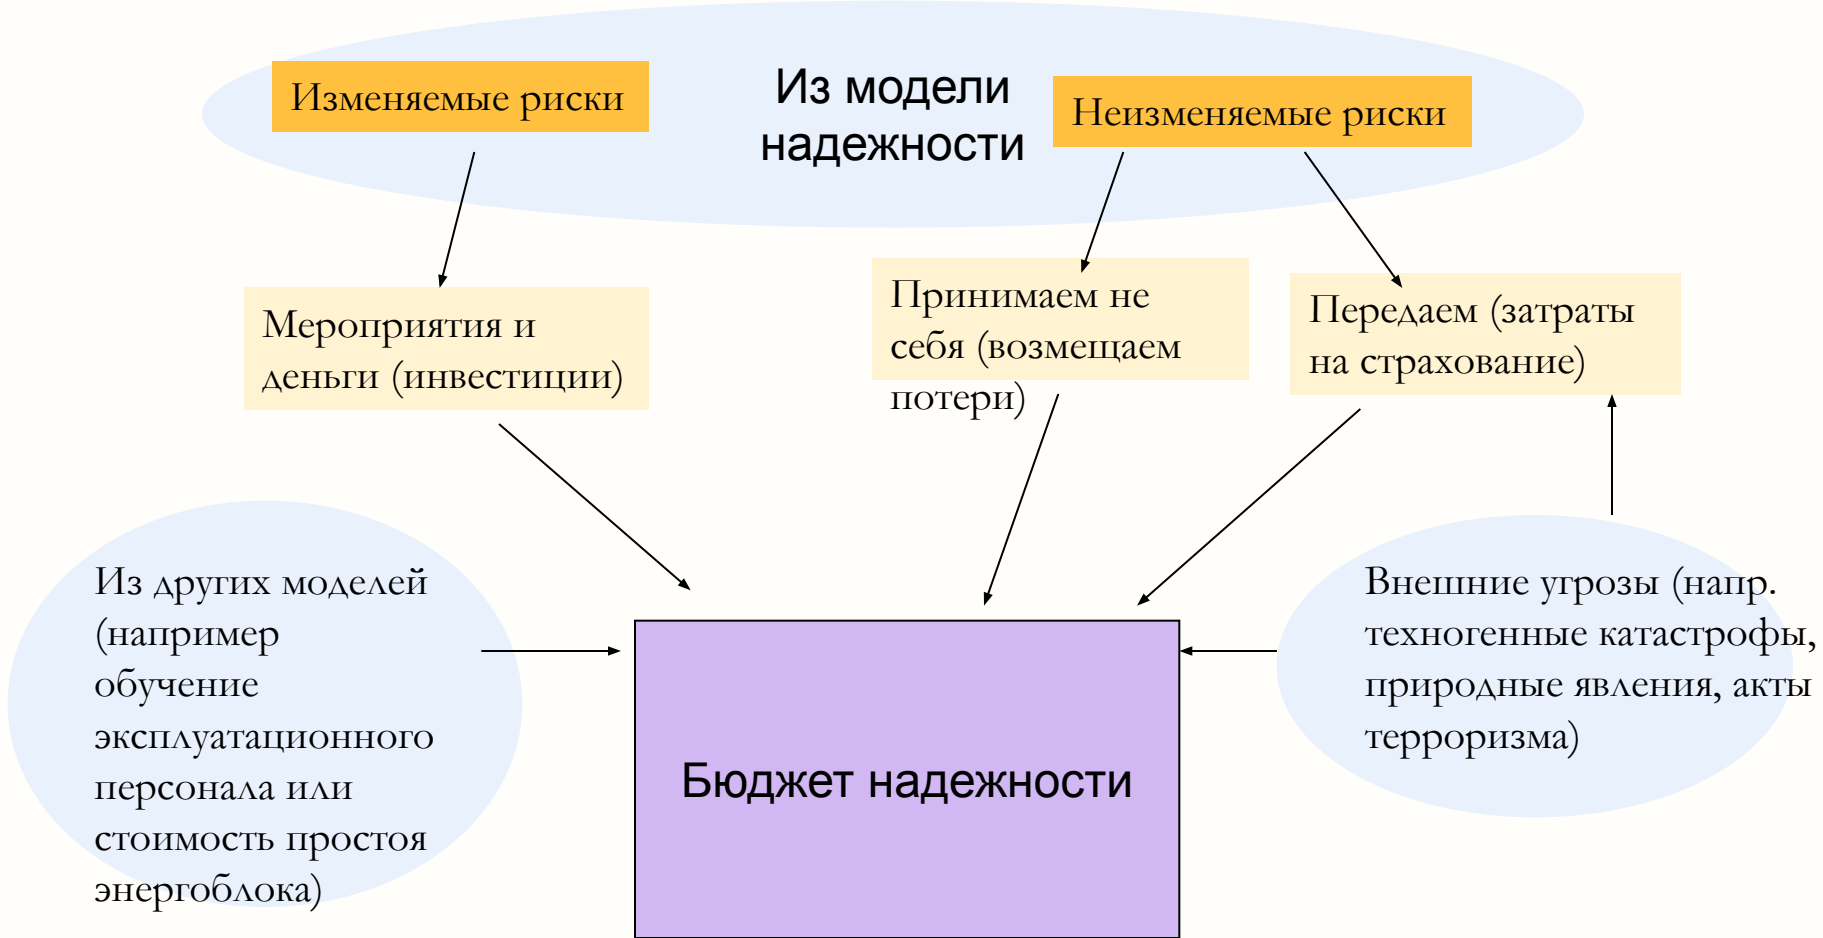 Изменяемые риски
Из модели
надежности
Неизменяемые риски
Мероприятия и
деньги (инвестиции)
Принимаем не
себя (возмещаем
потери)
Передаем (затраты
на страхование)
Из других моделей
(например
обучение
эксплуатационного
персонала или
стоимость простоя
энергоблока)
Бюджет надежности
Внешние угрозы (напр.
техногенные катастрофы,
природные явления, акты
терроризма)